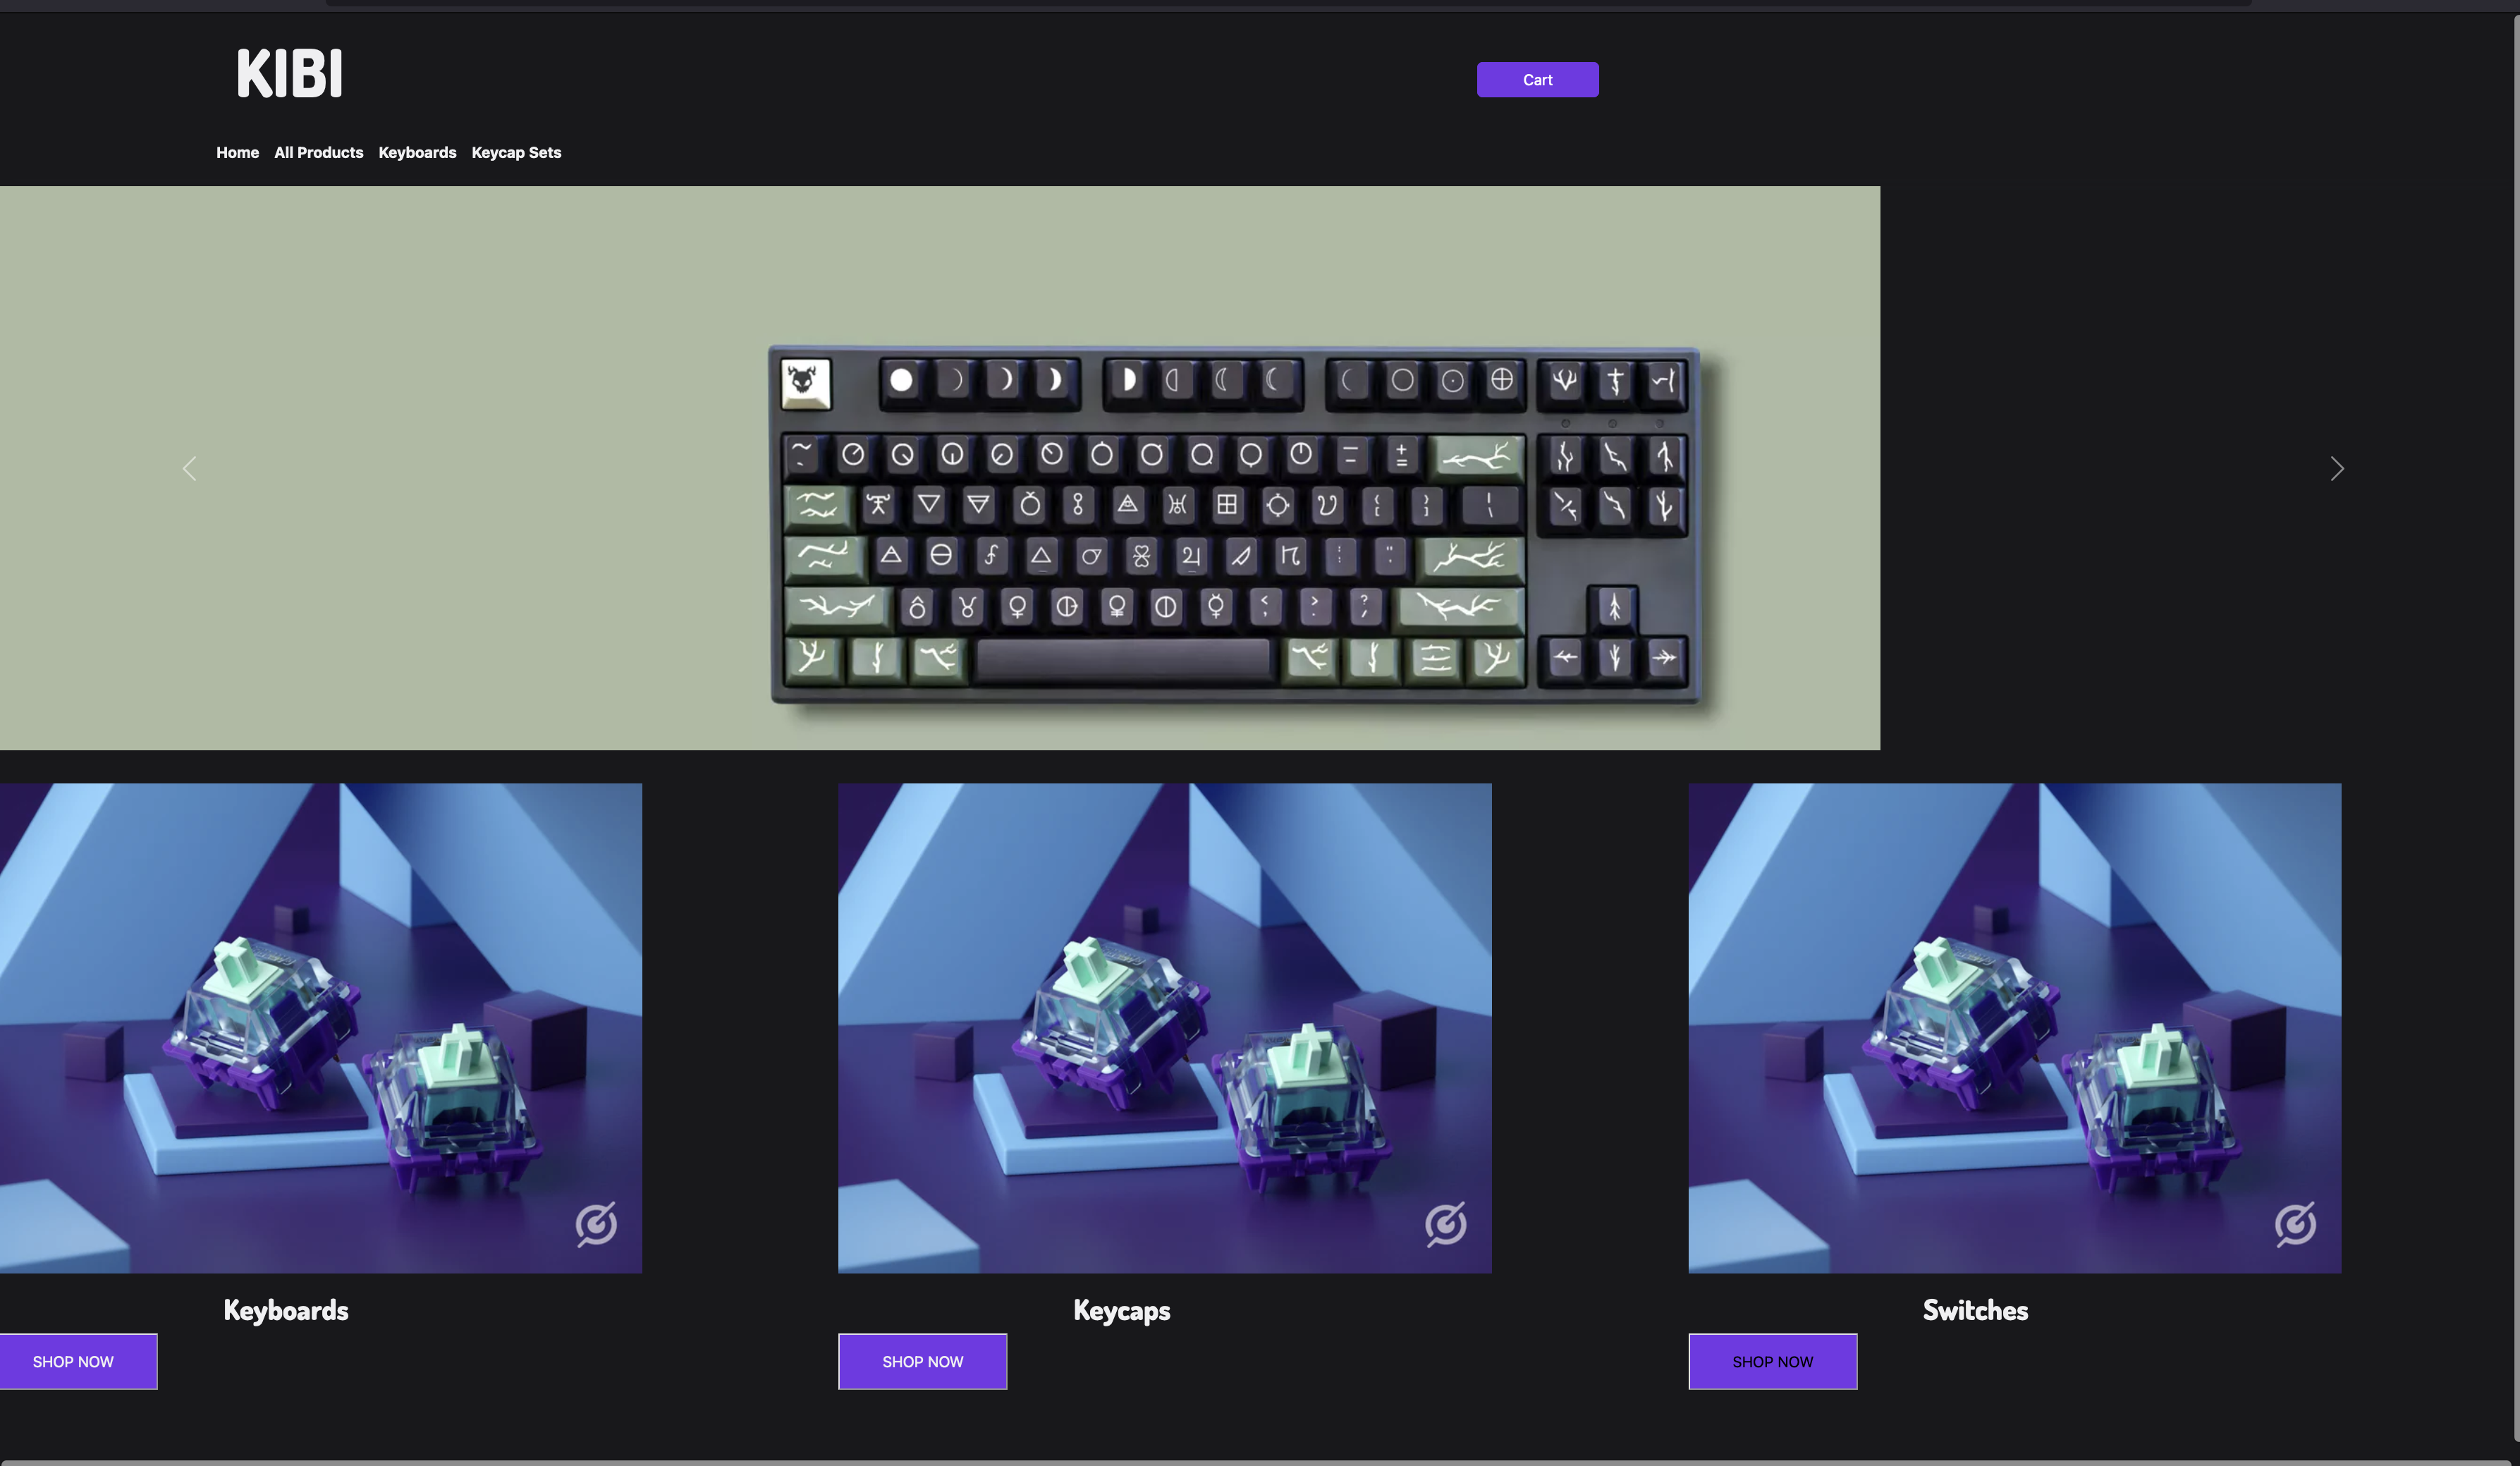 KIBI
Cart
Home All Products Keyboards Keycap Sets
Keyboards Keycaps Switches
SHOP NOW SHOP NOW SHOP NOW